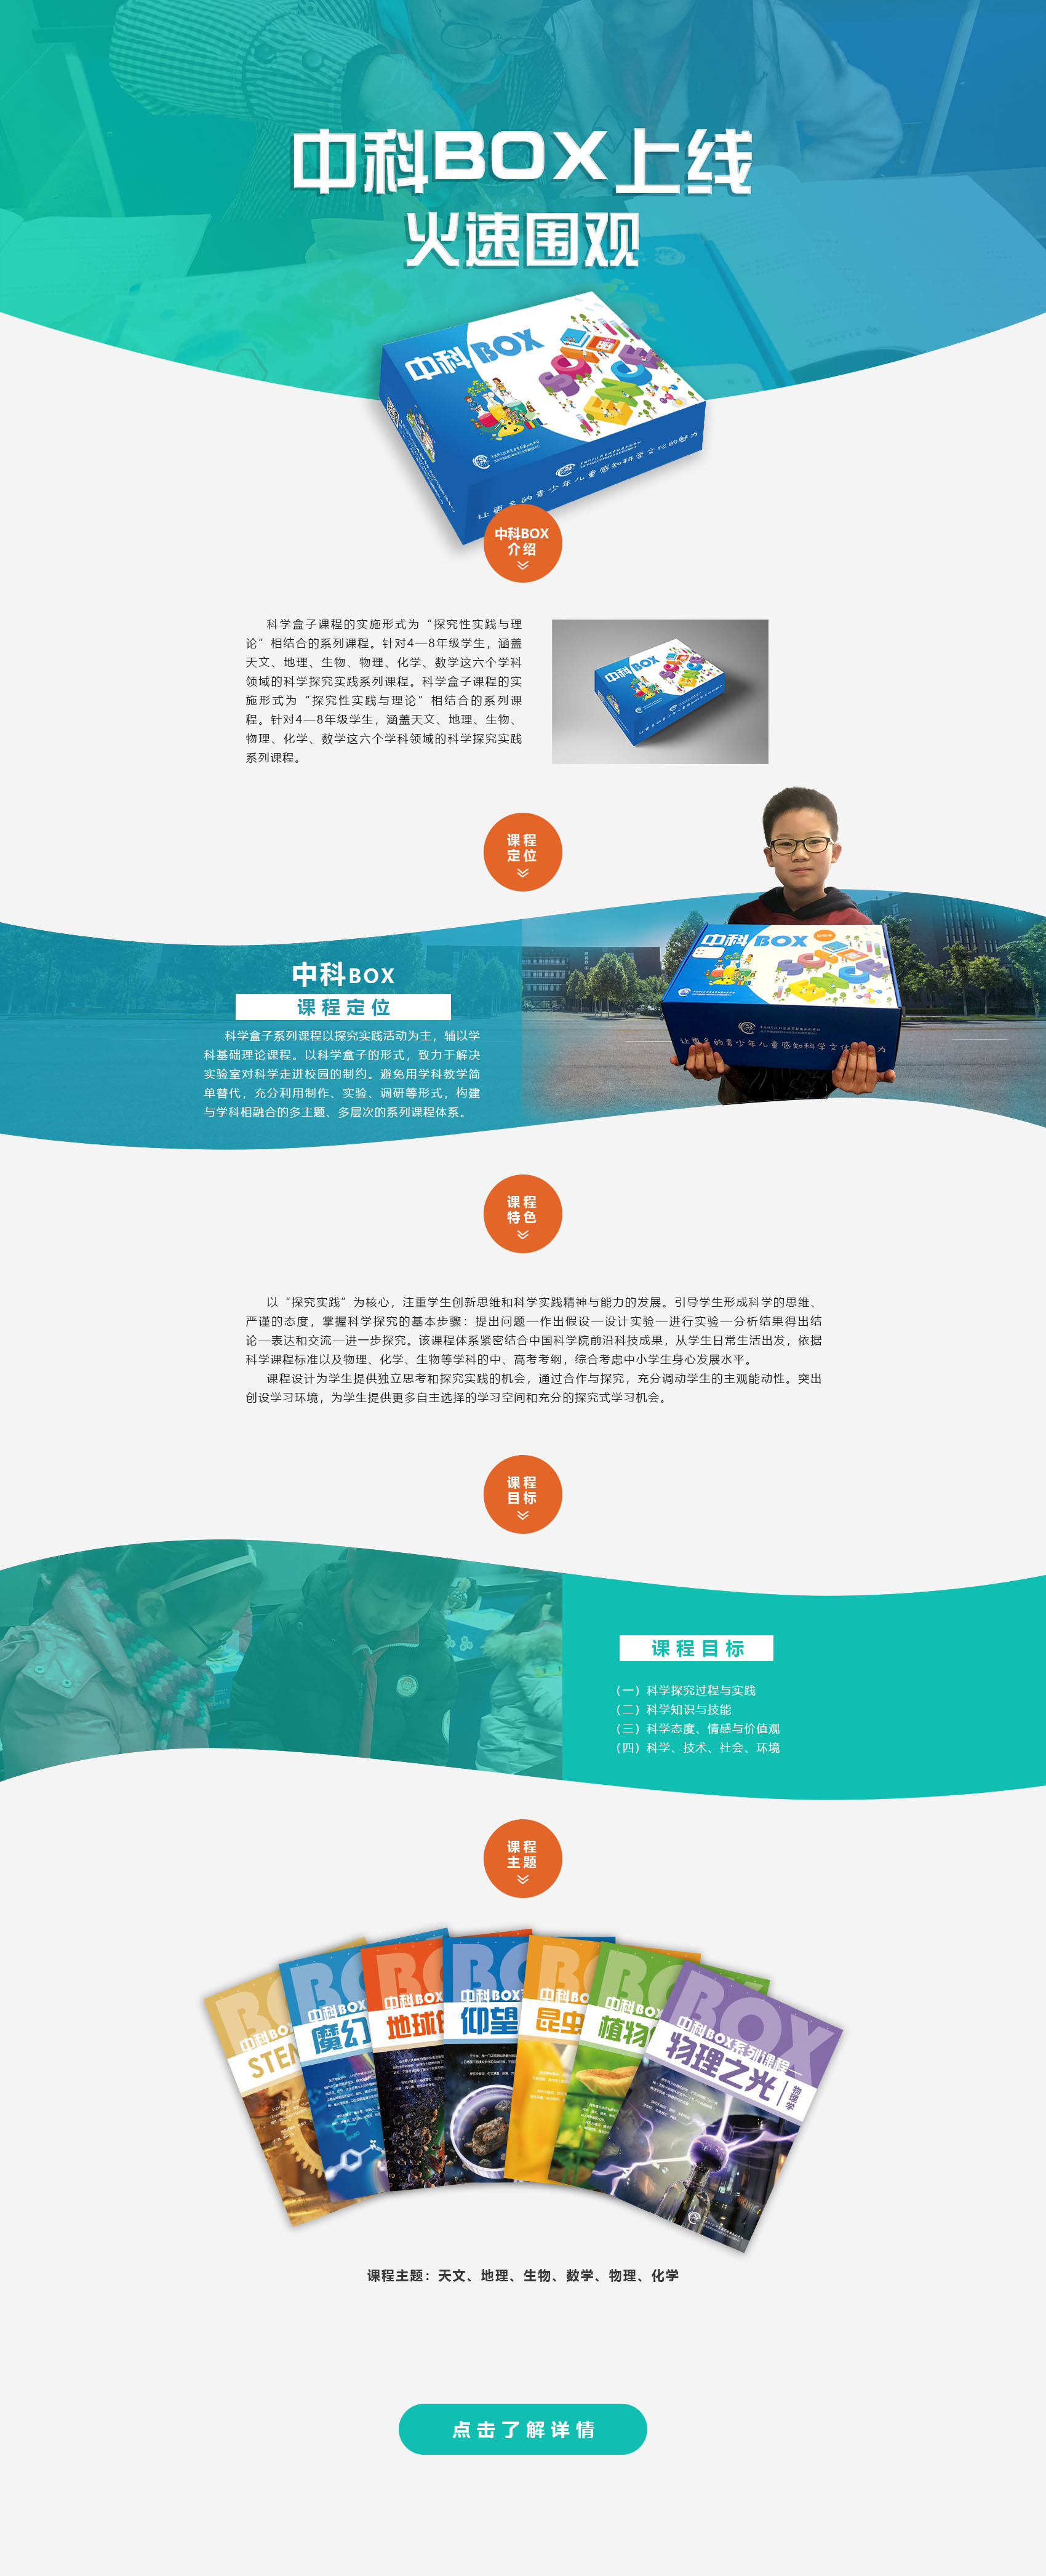 中科BOX上线
火速围观
中科BOX
让更多的青少年儿童感知科学文化的魅力
中科BOX
介绍
科学盒子课程的实施形式为“探究性实践与理
论”相结合的系列课程。针对4—8年级学生，涵盖
天文、地理、生物、物理、化学、数学这六个学科
领域的科学探究实践系列课程。科学盒子课程的实
施形式为“探究性实践与理论”相结合的系列课
程。针对4—8年级学生，涵盖天文、地理、生物、
物理、化学、数学这六个学科领域的科学探究实践
系列课程。
中科BOX
课程
定位
中科BOX
让更多的青少年儿童感知科学文化
为
中科BOX
课程定位
科学盒子系列课程以探究实践活动为主，辅以学
科基础理论课程。以科学盒子的形式，致力于解决
实验室对科学走进校园的制约。避免用学科教学简
单替代，充分利用制作、实验、调研等形式，构建
与学科相融合的多主题、多层次的系列课程体系。
课程
特色
以“探究实践”为核心，注重学生创新思维和科学实践精神与能力的发展。引导学生形成科学的思维、
严谨的态度，掌握科学探究的基本步骤：提出问题—作出假设—设计实验—进行实验—分析结果得出结
论—表达和交流—进一步探究。该课程体系紧密结合中国科学院前沿科技成果，从学生日常生活出发，依据
科学课程标准以及物理、化学、生物等学科的中、高考考纲，综合考虑中小学生身心发展水平。
课程设计为学生提供独立思考和探究实践的机会，通过合作与探究，充分调动学生的主观能动性。突出
创设学习环境，为学生提供更多自主选择的学习空间和充分的探究式学习机会。
课程
目标
课程目标
（一）科学探究过程与实践
（二）科学知识与技能
（三）科学态度、情感与价值观
（四）科学、技术、社会、环境
课程
主题
BOX
中科BOX
STEM
中科BOX
魔幻
中科BOX
地球
中科BOX
仰望
中科BOX
昆虫
中科BOX
植物
BOX
中科BOX系列课程
物理之光
物理学
课程主题：天文、地理、生物、数学、物理、化学
点击了解详情